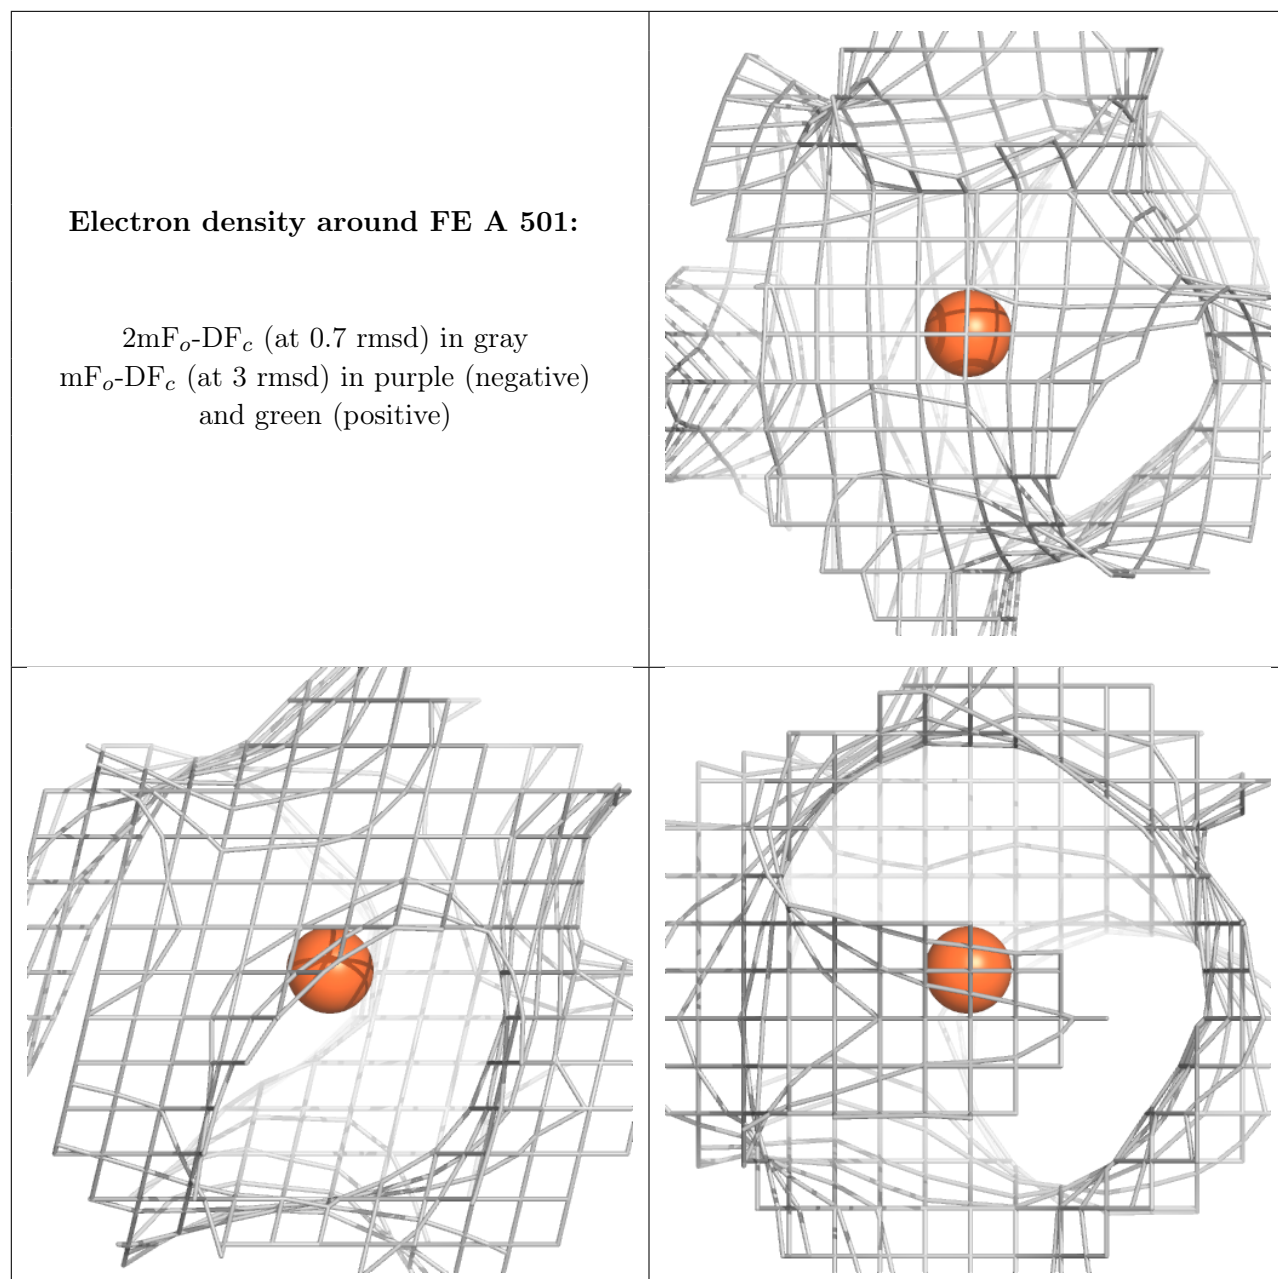 Electron density around FE A 501:
2mFo-DFc (at 0.7 rmsd) in gray
mFo-DFc (at 3 rmsd) in purple (negative)
and green (positive)